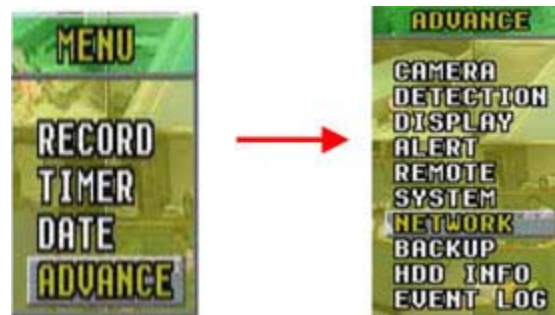 MENU
RECORD
TIMER
DATE
ADVANCE
ADVANCE
CAMERA
DETECTION
DISPLAY
ALERT
REMOTE
SYSTEM
NETWORK
BACKUP
HDD INFO
EVENT LOG